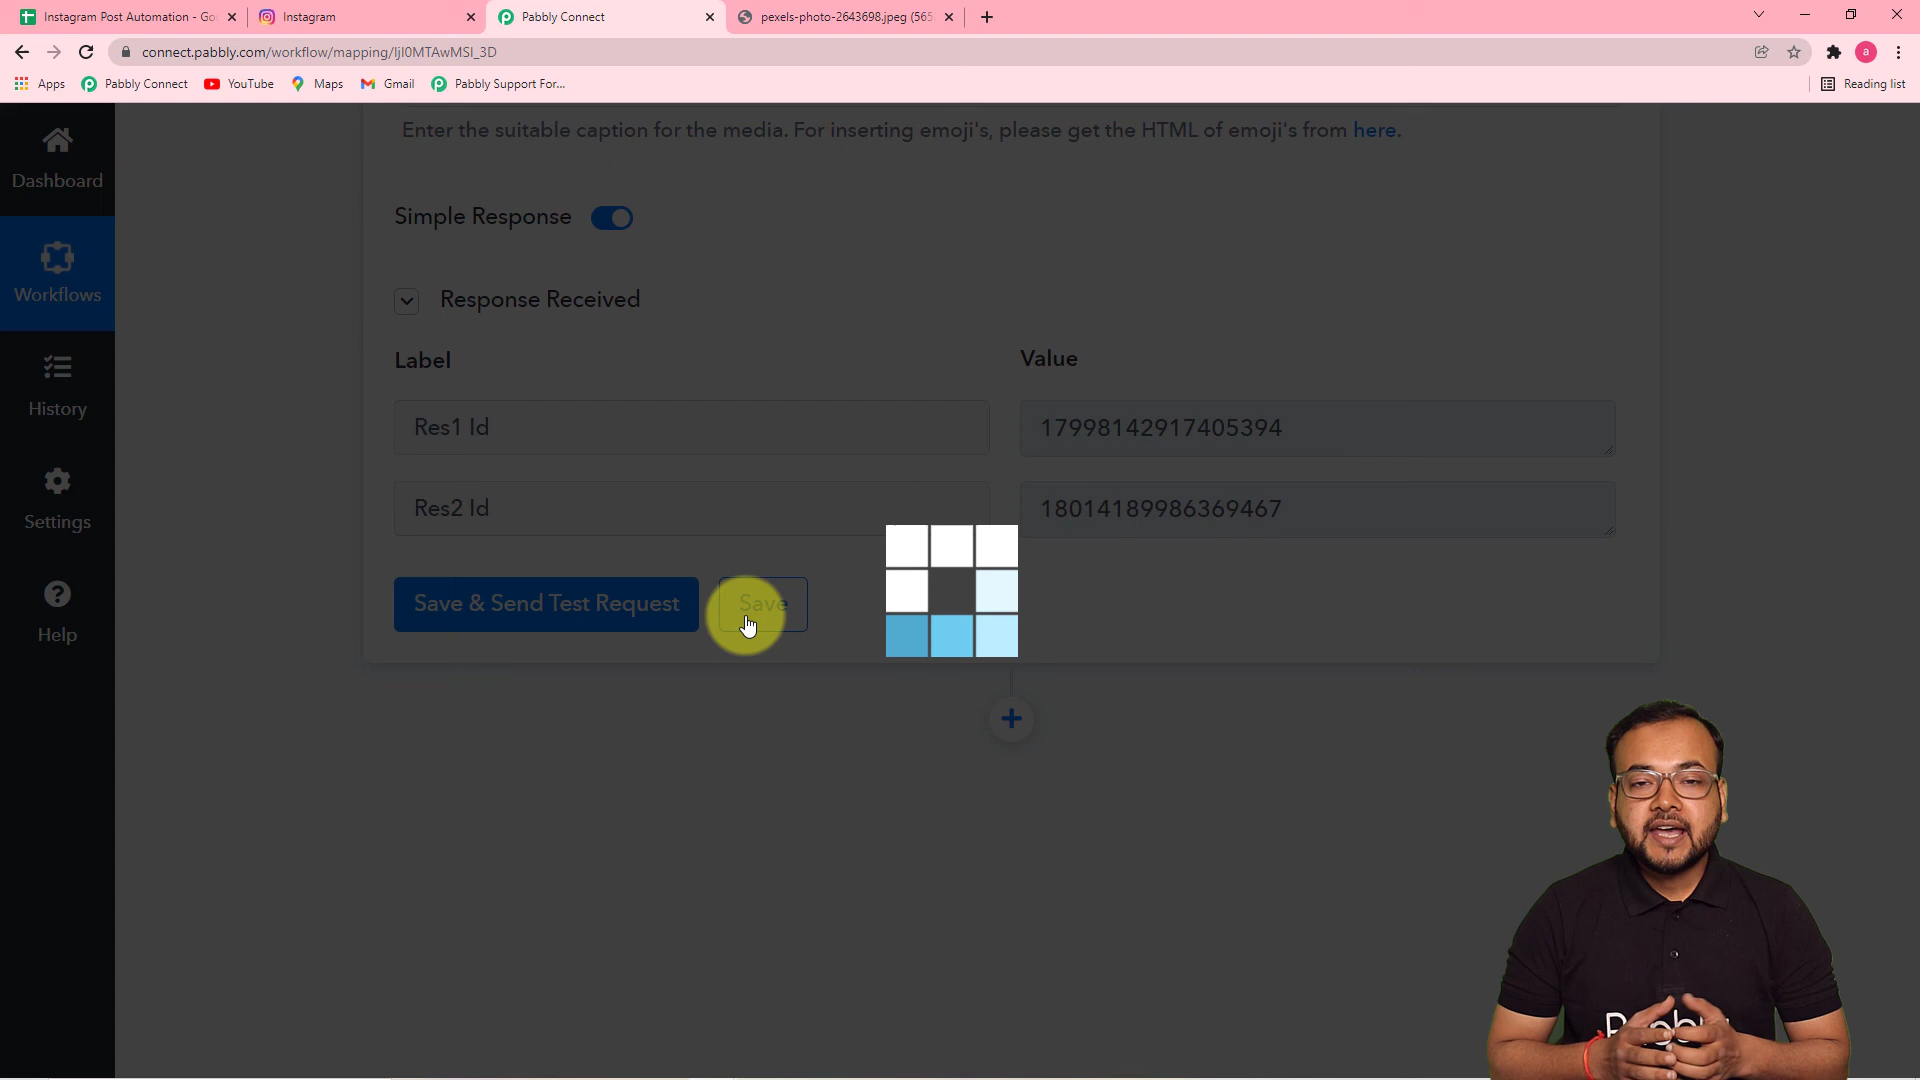 Instagram Post Automation - Go
Instagram
Pabbly Connect
pexels-photo-2643698.jpeg (565
connect.pabbly.com/workflow/mapping/IjI0MTAwMSI_3D
a
Apps
Pabbly Connect
YouTube
Maps
Gmail
Pabbly Support For...
Reading list
Dashboard
Workflows
History
Settings
Help
Enter the suitable caption for the media. For inserting emoji's, please get the HTML of emoji's from here.
Simple Response
Response Received
Label
Value
Res1 Id
17998142917405394
Res2 Id
18014189986369467
Save & Send Test Request
Save